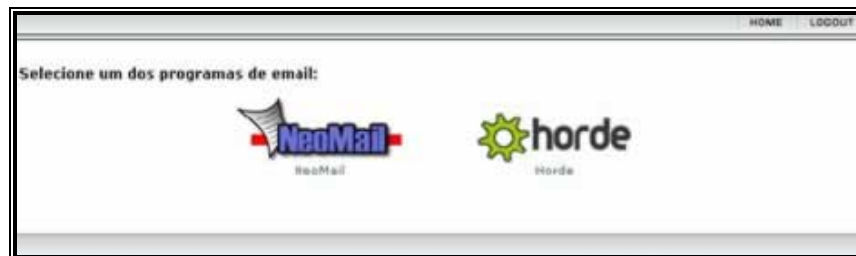 HOME LOGOUT
Selecione um dos programas de email:
NeoMail horde
NeoMail Horde